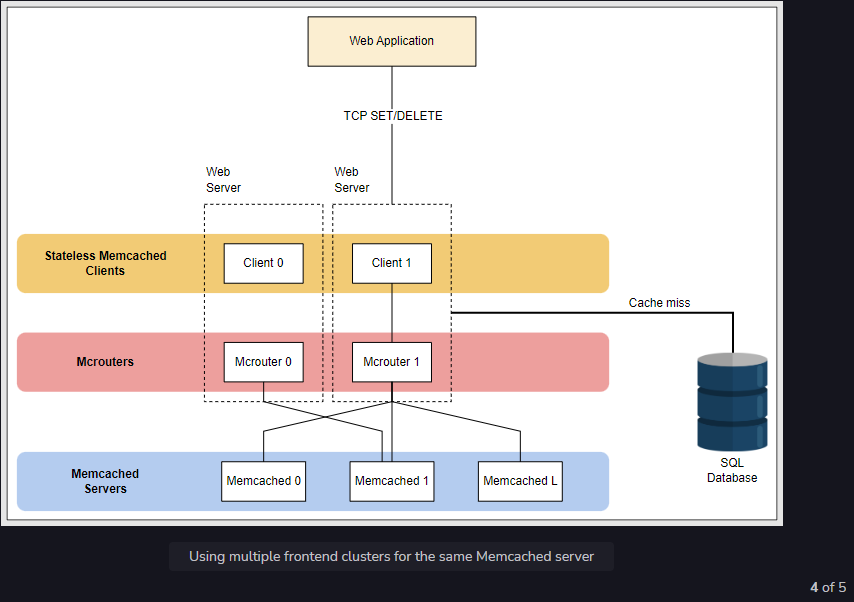 Web Application
TCP SET/DELETE
Web
Server
Web
Server
Stateless Memcached
Clients
Client 0
Client 1
Cache miss
Mcrouters
Mcrouter 0
Mcrouter 1
Memcached
Servers
Memcached 0
Memcached 1
Memcached L
SQL
Database
Using multiple frontend clusters for the same Memcached server
4 of 5